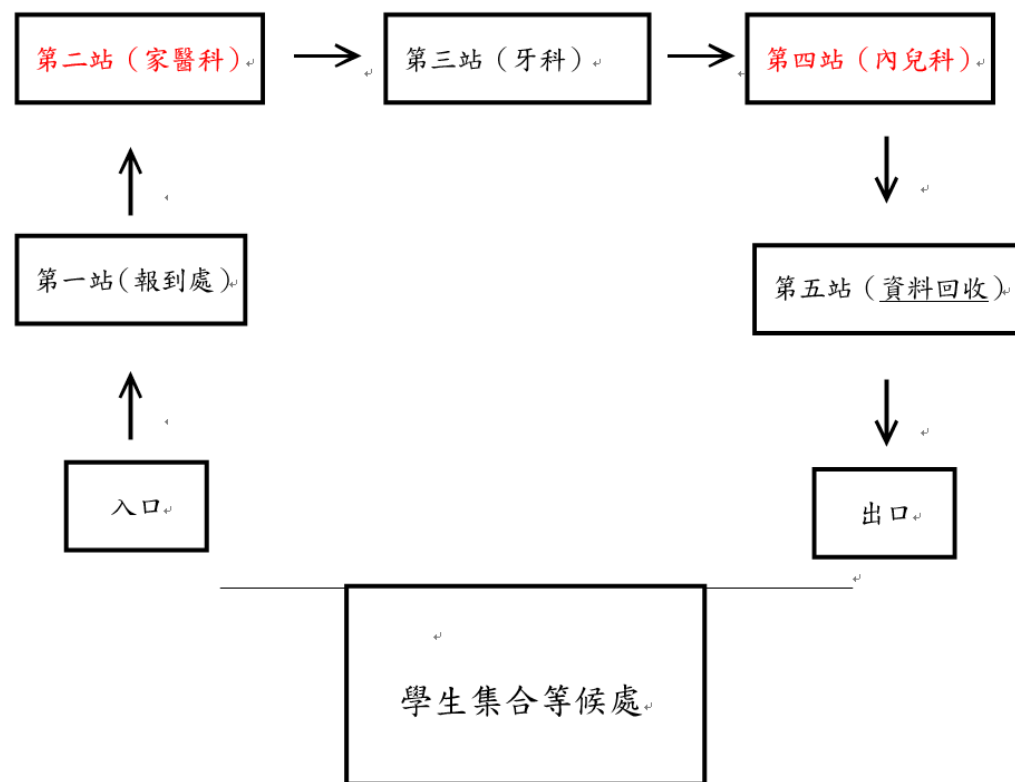 第二站（家醫科）
第三站（牙科）
第四站（內兒科）
第一站(報到處)
第五站（資料回收）
入口
出口
學生集合等候處